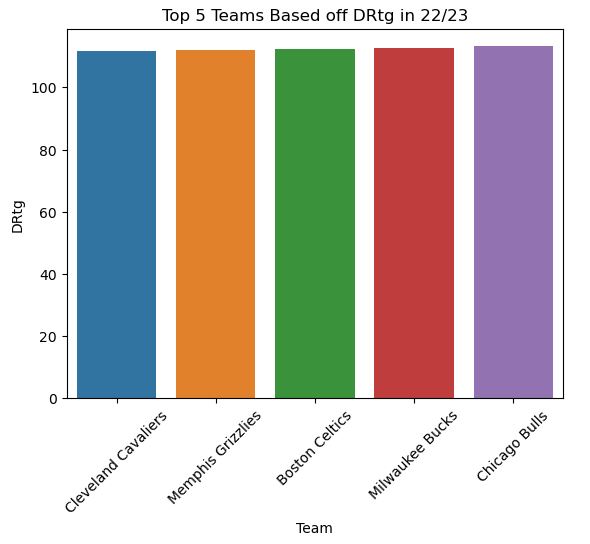 Top 5 Teams Based off DRtg in 22/23
DRtg
100
80
60
40
20
0
Cleveland Cavaliers
Memphis Grizzlies
Boston Celtics
Milwaukee Bucks
Chicago Bulls
Team